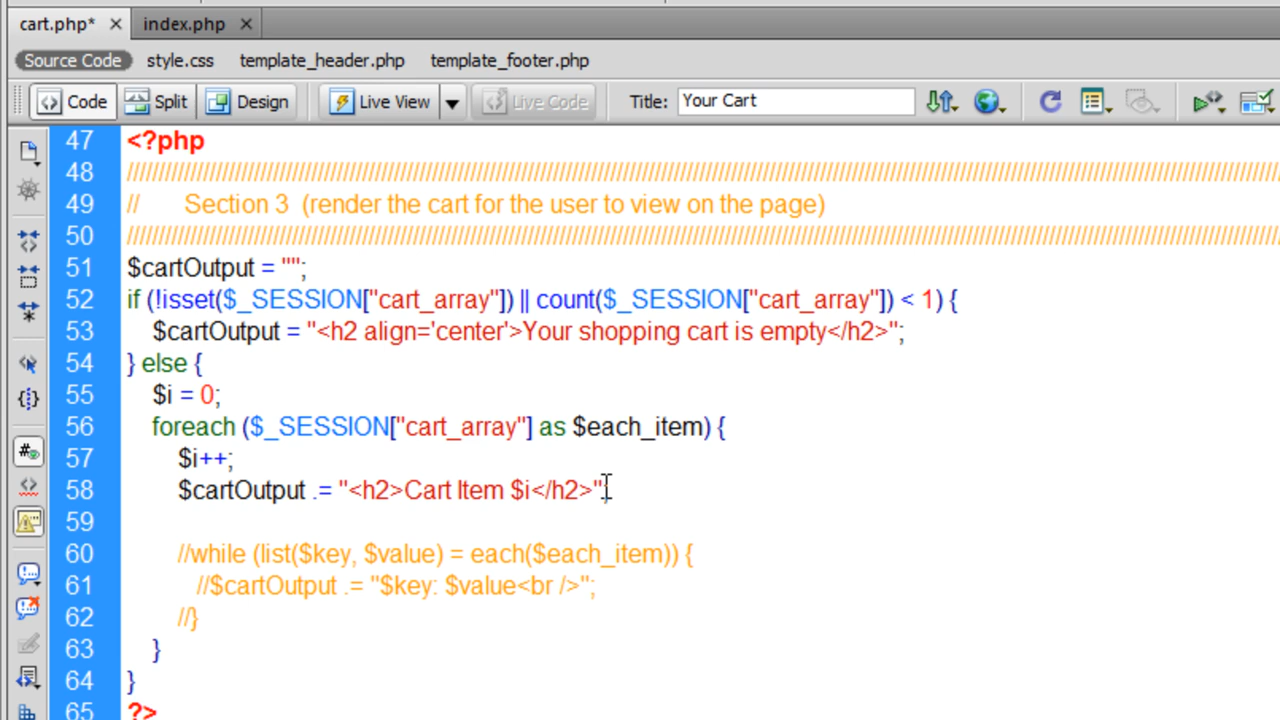 cart.php* index.php
Source Code style.css template_header.php template_footer.php
Code Split Design Live View Live Code Title: Your Cart
47 <?php
48 ////////////////////////////////////////////////////////////////////////////////////////////////////////////////////////////////////////////////////////
49 //       Section 3  (render the cart for the user to view on the page)
50 ////////////////////////////////////////////////////////////////////////////////////////////////////////////////////////////////////////////////////////
51 $cartOutput = "";
52 if (!isset($_SESSION["cart_array"]) || count($_SESSION["cart_array"]) < 1) {
53     $cartOutput = "<h2 align='center'>Your shopping cart is empty</h2>";
54 } else {
55     $i = 0;
56     foreach ($_SESSION["cart_array"] as $each_item) {
57         $i++;
58         $cartOutput .= "<h2>Cart Item $i</h2>";
59
60         //while (list($key, $value) = each($each_item)) {
61            //$cartOutput .= "$key: $value<br />";
62         //}
63     }
64 }
65 ?>